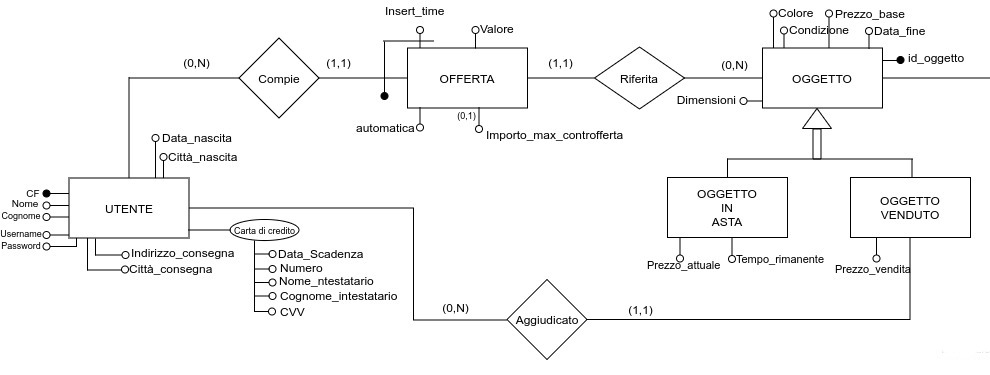 Insert_time
Colore
Prezzo_base
Valore
Condizione
Data_fine
(0,N)
Compie
(1,1)
OFFERTA
(1,1)
Riferita
(0,N)
OGGETTO
id_oggetto
Dimensioni
automatica
(0,1)
Importo_max_controfferta
Data_nascita
Città_nascita
CF
Nome
Cognome
Username
Password
UTENTE
OGGETTO
IN
ASTA
OGGETTO
VENDUTO
Carta di credito
Indirizzo_consegna
Città_consegna
Data_Scadenza
Numero
Nome_ntestatario
Cognome_intestatario
CVV
Prezzo_attuale
Tempo_rimanente
Prezzo_vendita
(0,N)
Aggiudicato
(1,1)